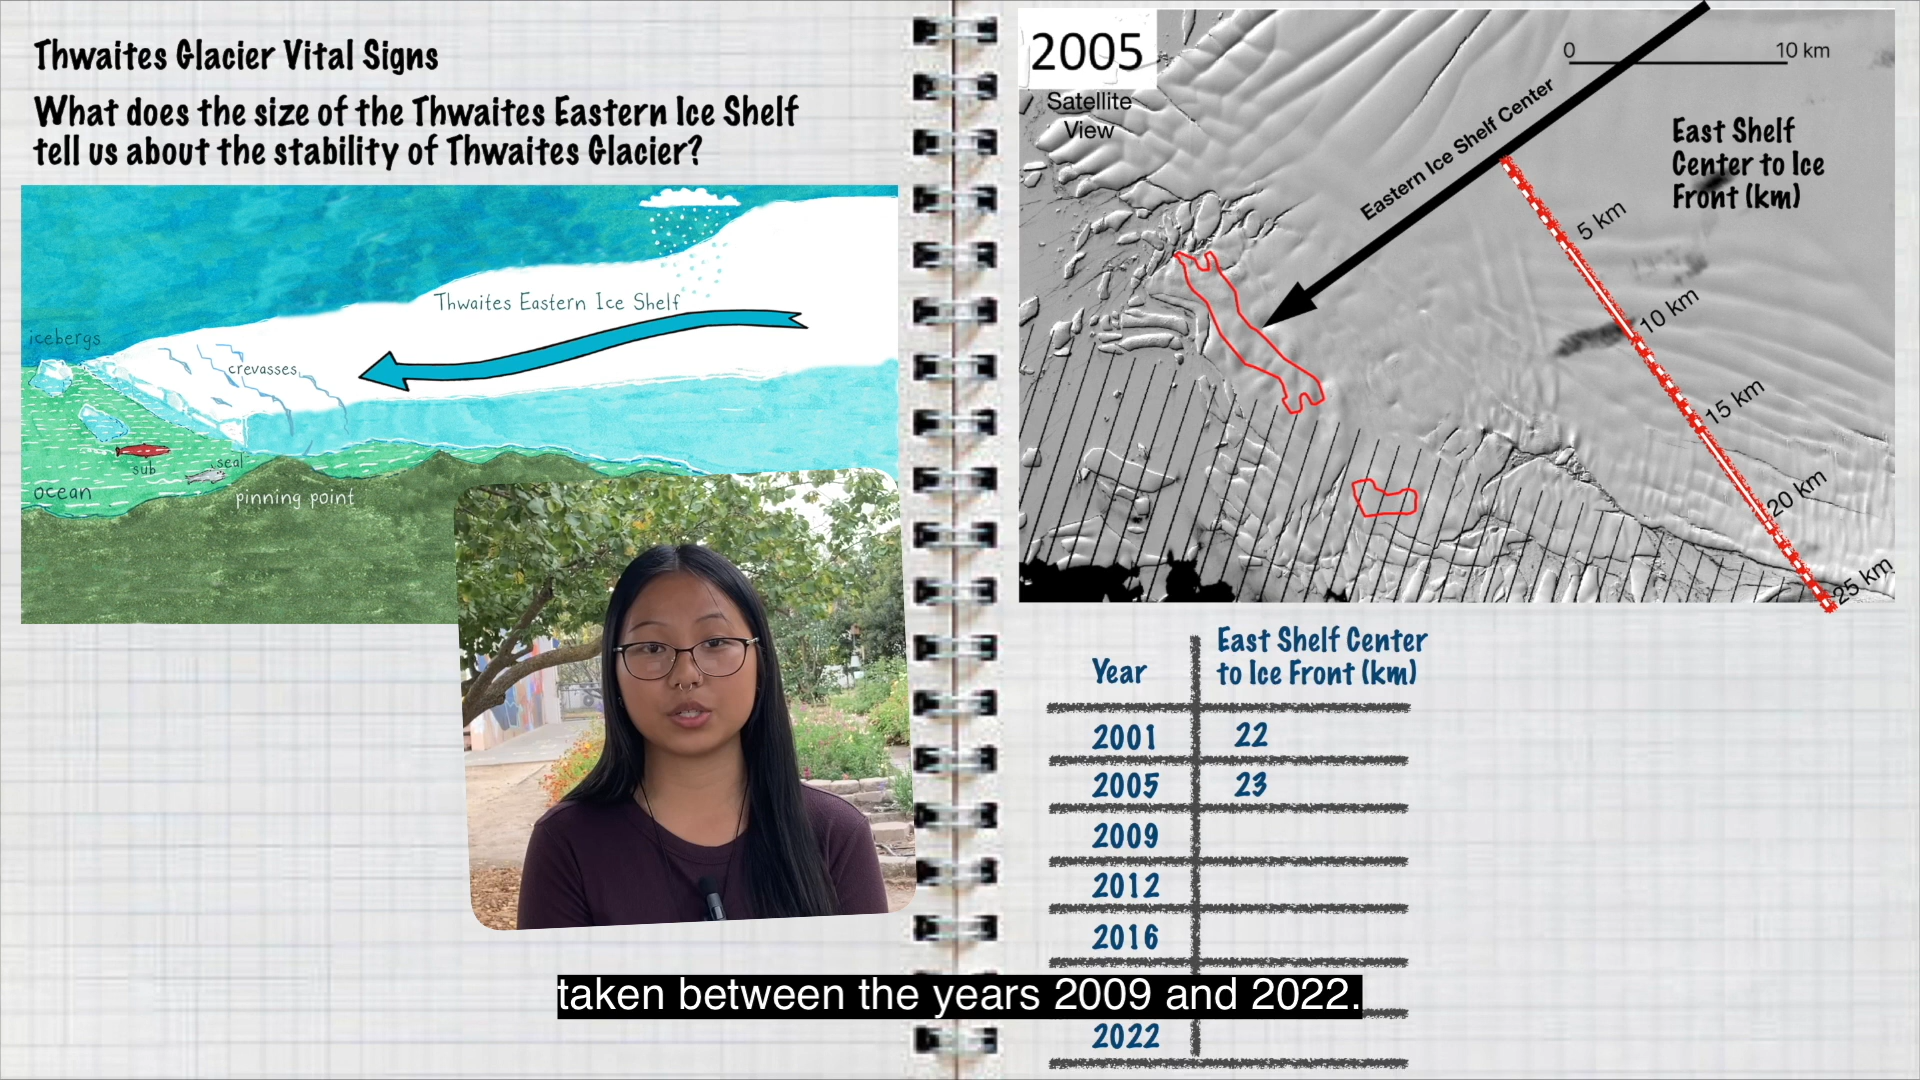 Thwaites Glacier Vital Signs
What does the size of the Thwaites Eastern Ice Shelf
tell us about the stability of Thwaites Glacier?
Thwaites Eastern Ice Shelf
icebergs
crevasses
sub
seal
ocean
pinning point
2005
Satellite
View
0
10 km
Eastern Ice Shelf Center
East Shelf
Center to Ice
Front (km)
5 km
10 km
15 km
20 km
25 km
Year
East Shelf Center
to Ice Front (km)
2001 22
2005 23
2009
2012
2016
2022
taken between the years 2009 and 2022.